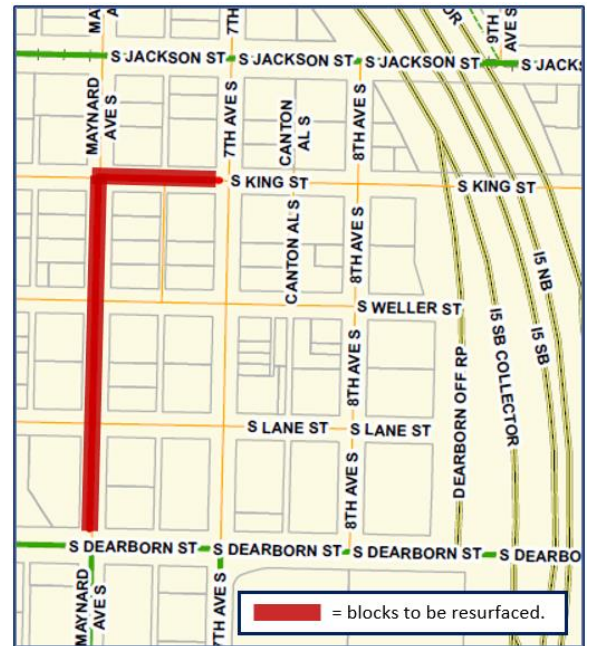 MA
A
7TH
OR
9TH
AVE S
S JACKSON ST
S JACKSON ST
S JACKSON ST
S JACKS
MAYNARD
AVE S
7TH AVE S
CANTON
AL S
8TH AVE S
S KING ST
S KING ST
CANTON AL S
8TH AVE S
I5 NB
S WELLER ST
I5 SB COLLECTOR
I5 SB
8TH AVE S
DEARBORN OFF RP
S LANE ST
S LANE ST
8TH AVE S
S DEARBORN ST
S DEARBORN ST
S DEARBORN ST
S DEARBO
MAYNARD
AVE S
7TH AVE S
= blocks to be resurfaced.